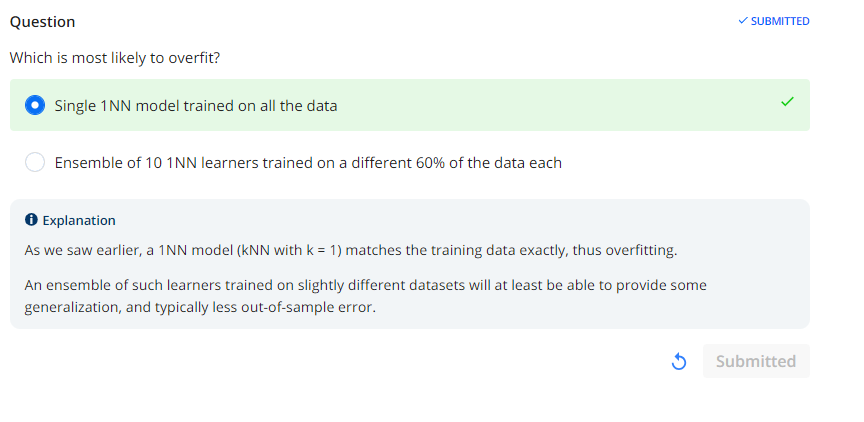 Question
✓ SUBMITTED
Which is most likely to overfit?
Single 1NN model trained on all the data
Ensemble of 10 1NN learners trained on a different 60% of the data each
Explanation
As we saw earlier, a 1NN model (kNN with k = 1) matches the training data exactly, thus overfitting.
An ensemble of such learners trained on slightly different datasets will at least be able to provide some
generalization, and typically less out-of-sample error.
Submitted